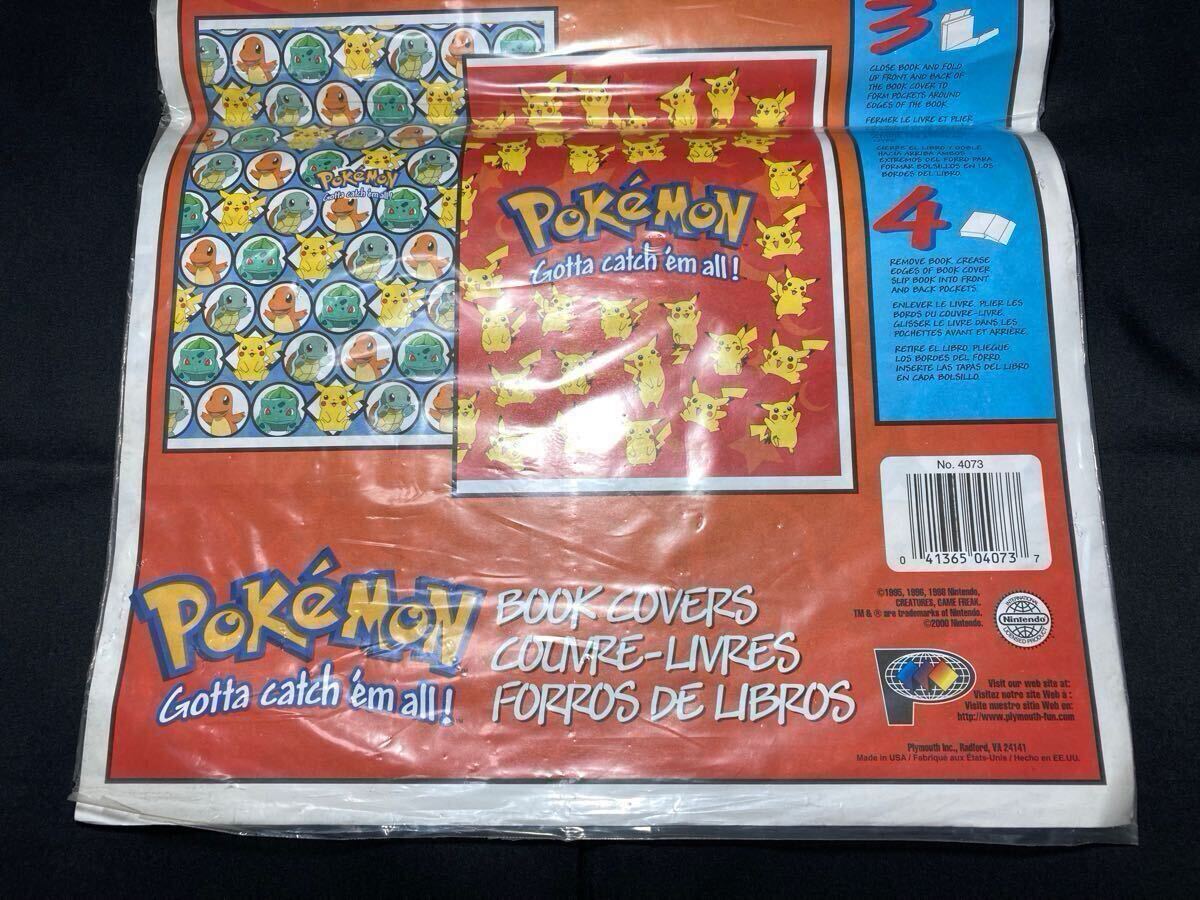 POKéMON
Gotta catch 'em all!
POKéMON
Gotta catch 'em all!
3
CLOSE BOOK AND FOLD
UP FRONT AND BACK OF
THE BOOK COVER TO
FORM POCKETS AROUND
EDGES OF THE BOOK.
FERMER LE LIVRE ET PLIER
CIERRE EL LIBRO Y DOBLE
HACIA ARRIBA AMBOS
EXTREMOS DEL FORRO PARA
FORMAR BOLSILLOS EN LOS
BORDES DEL LIBRO.
4
REMOVE BOOK. CREASE
EDGES OF BOOK COVER
SLIP BOOK INTO FRONT
AND BACK POCKETS.
ENLEVER LE LIVRE. PLIER LES
BORDS DU COUVRE-LIVRE.
GLISSER LE LIVRE DANS LES
POCHETTES AVANT ET ARRIÈRE.
RETIRE EL LIBRO. PLIEGUE
LOS BORDES DEL FORRO.
INSERTE LAS TAPAS DEL LIBRO
EN CADA BOLSILLO.
No. 4073
0 41365 04073 7
POKéMON
Gotta catch 'em all!™
BOOK COVERS
COUVRE-LIVRES
FORROS DE LIBROS
©1995, 1996, 1998 Nintendo,
CREATURES, GAME FREAK.
TM & ® are trademarks of Nintendo.
©2000 Nintendo.
INTERNATIONAL
Nintendo
LICENSED PRODUCT
Visit our web site at:
Visitez notre site Web à :
Visite nuestro sitio Web en:
http://www.plymouth-fun.com
Plymouth Inc., Radford, VA 24141
Made in USA / Fabriqué aux États-Unis / Hecho en EE.UU.